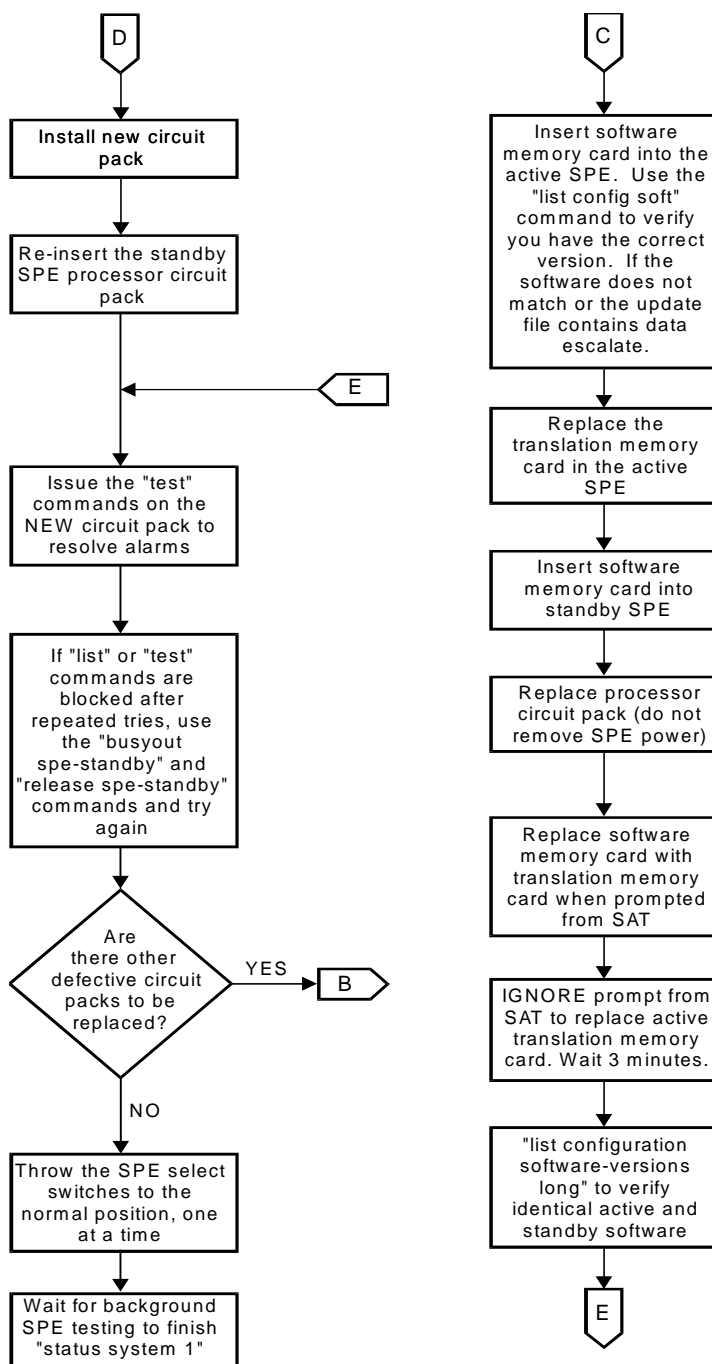 D
Install new circuit
pack
Re-insert the standby
SPE processor circuit
pack
E
Issue the "test"
commands on the
NEW circuit pack to
resolve alarms
If "list" or "test"
commands are
blocked after
repeated tries, use
the "busyout
spe-standby" and
"release spe-standby"
commands and try
again
Are
there other
defective circuit
packs to be
replaced?
YES
B
NO
Throw the SPE select
switches to the
normal position, one
at a time
Wait for background
SPE testing to finish
"status system 1"
C
Insert software
memory card into the
active SPE. Use the
"list config soft"
command to verify
you have the correct
version. If the
software does not
match or the update
file contains data
escalate.
Replace the
translation memory
card in the active
SPE
Insert software
memory card into
standby SPE
Replace processor
circuit pack (do not
remove SPE power)
Replace software
memory card with
translation memory
card when prompted
from SAT
IGNORE prompt from
SAT to replace active
translation memory
card. Wait 3 minutes.
"list configuration
software-versions
long" to verify
identical active and
standby software
E